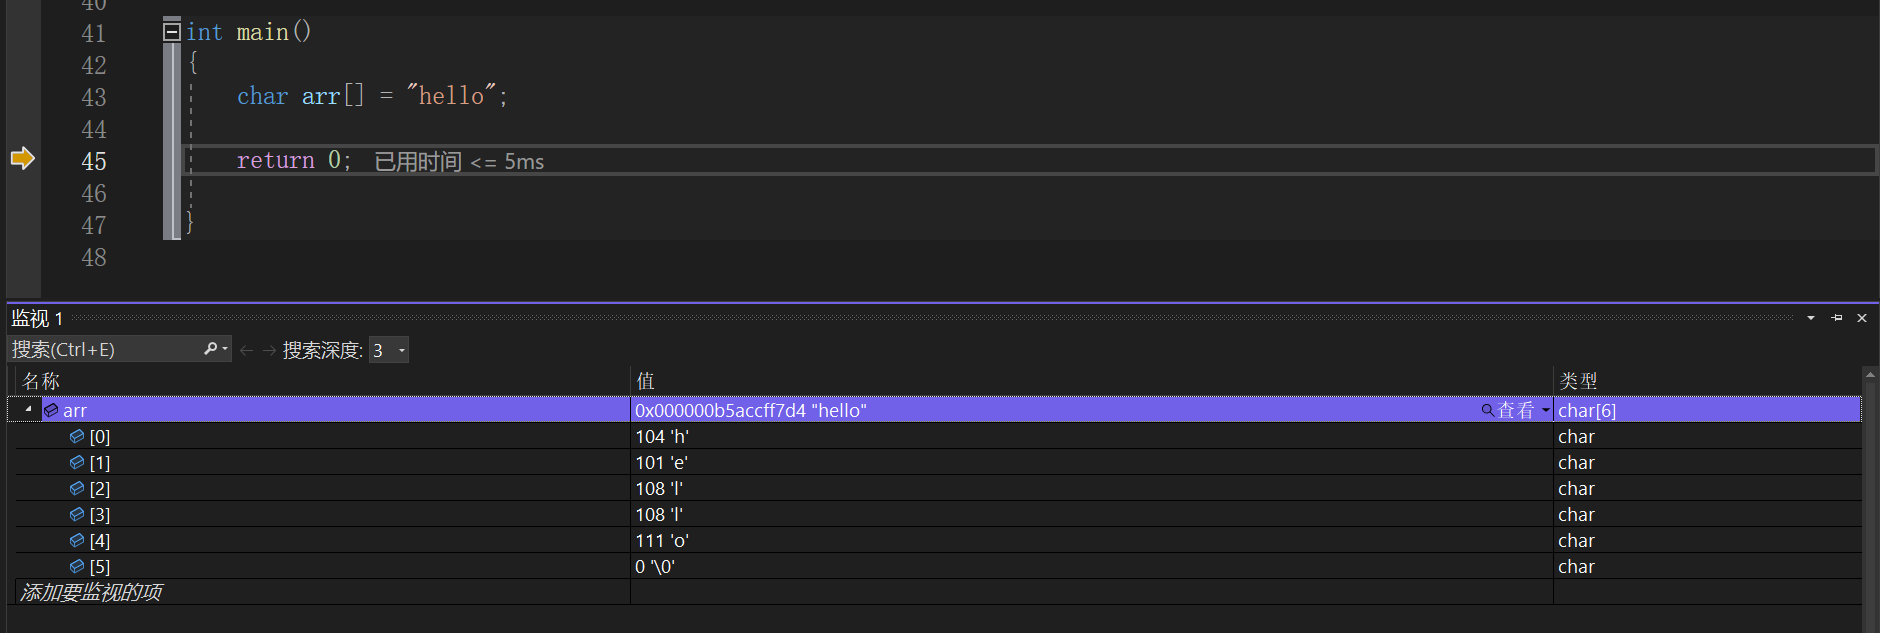 40
41 int main()
42 {
43 char arr[] = "hello";
44
45 return 0; 已用时间 <= 5ms
46
47 }
48
监视 1
搜索(Ctrl+E) 搜索深度: 3
名称 值 类型
arr 0x000000b5accff7d4 "hello" 查看 char[6]
[0] 104 'h' char
[1] 101 'e' char
[2] 108 'l' char
[3] 108 'l' char
[4] 111 'o' char
[5] 0 '\0' char
添加要监视的项